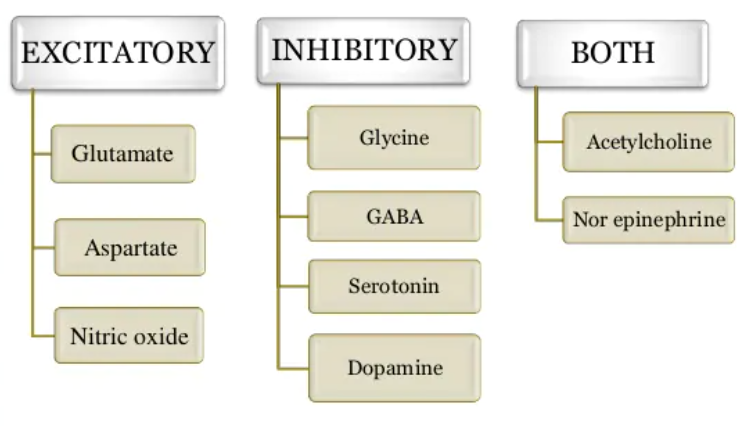 EXCITATORY
Glutamate
Aspartate
Nitric oxide
INHIBITORY
Glycine
GABA
Serotonin
Dopamine
BOTH
Acetylcholine
Nor epinephrine